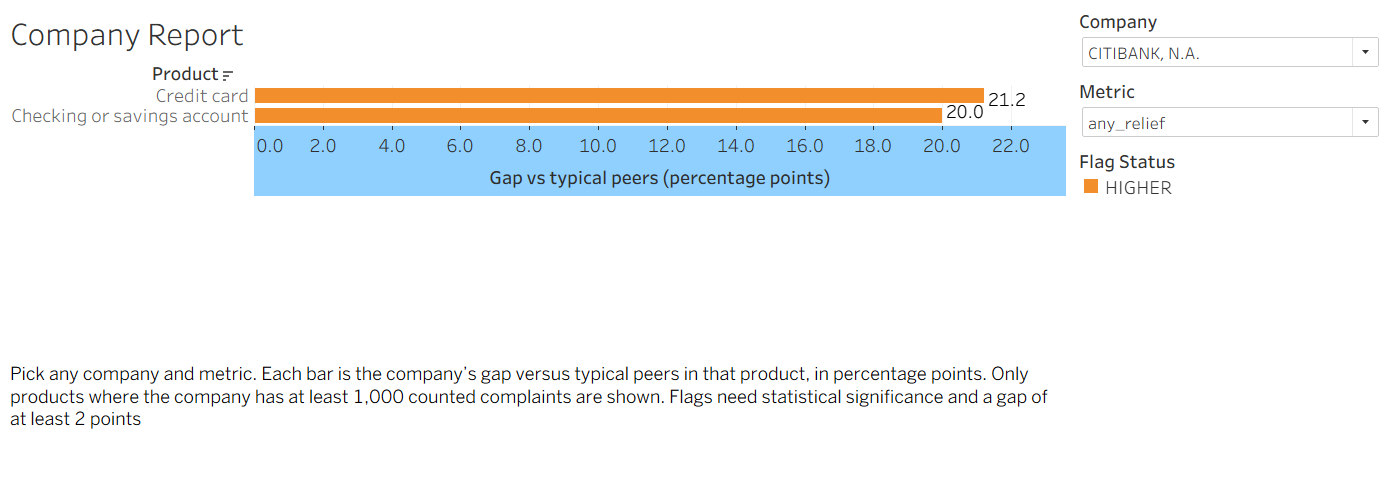 Company Report
Product
Credit card
21.2
Checking or savings account
20.0
0.0 2.0 4.0 6.0 8.0 10.0 12.0 14.0 16.0 18.0 20.0 22.0
Gap vs typical peers (percentage points)
Company
CITIBANK, N.A.
Metric
any_relief
Flag Status
HIGHER
Pick any company and metric. Each bar is the company's gap versus typical peers in that product, in percentage points. Only
products where the company has at least 1,000 counted complaints are shown. Flags need statistical significance and a gap of
at least 2 points